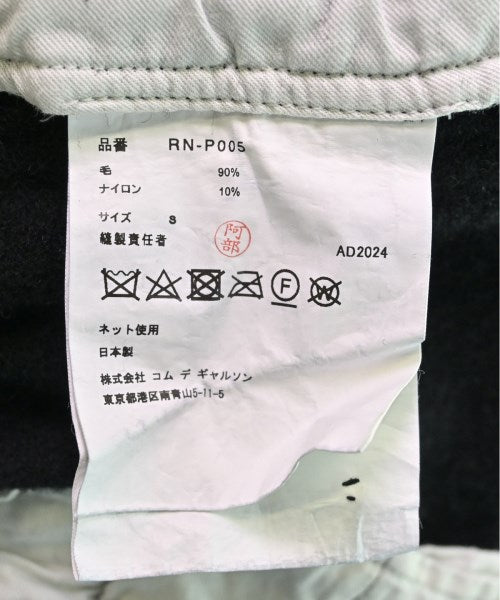 品番 RN-P005
毛 90%
ナイロン 10%
サイズ S
縫製責任者 阿部
AD2024
F W
ネット使用
日本製
株式会社 コム デ ギャルソン
東京都港区南青山5-11-5